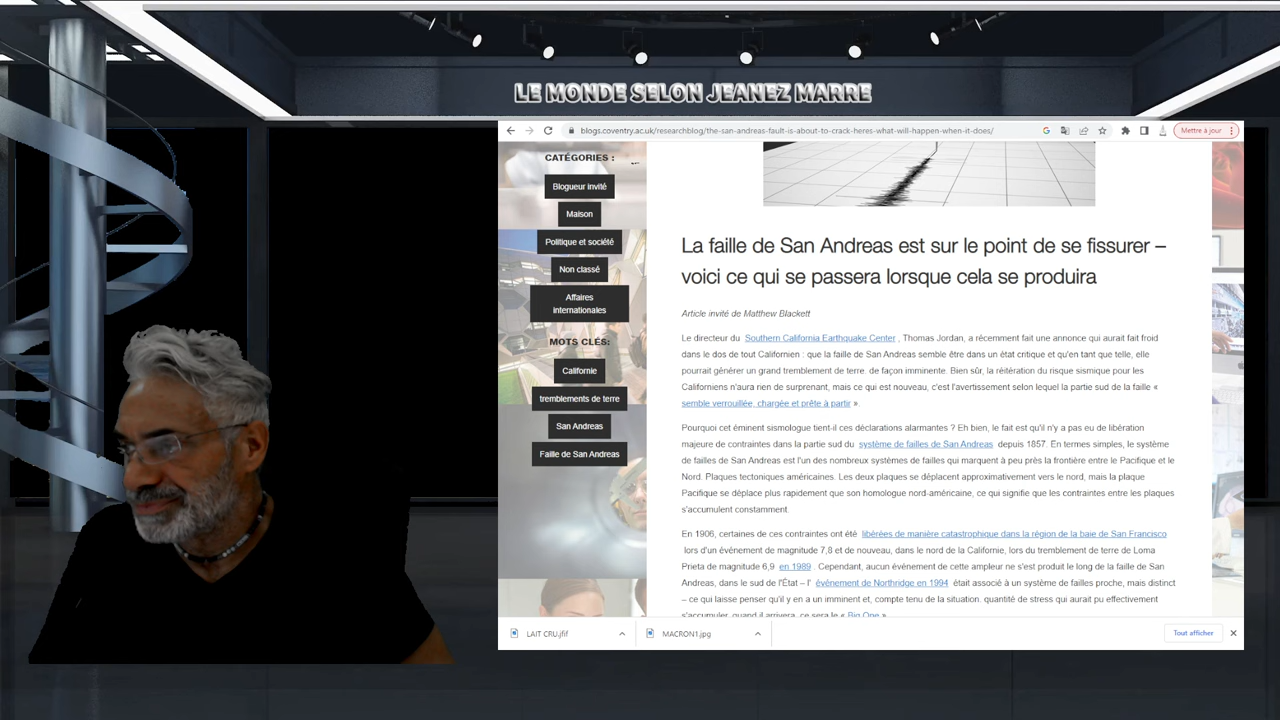 LE MONDE SELON JEANEZ MARRE
blogs.coventry.ac.uk/researchblog/the-san-andreas-fault-is-about-to-crack-heres-what-will-happen-when-it-does/
Mettre à jour
CATÉGORIES :
Blogueur invité
Maison
Politique et société
Non classé
Affaires
internationales
MOTS CLÉS:
Californie
tremblements de terre
San Andreas
Faille de San Andreas
La faille de San Andreas est sur le point de se fissurer –
voici ce qui se passera lorsque cela se produira
Article invité de Matthew Blackett
Le directeur du Southern California Earthquake Center , Thomas Jordan, a récemment fait une annonce qui aurait fait froid
dans le dos de tout Californien : que la faille de San Andreas semble être dans un état critique et qu'en tant que telle, elle
pourrait générer un grand tremblement de terre. de façon imminente. Bien sûr, la réitération du risque sismique pour les
Californiens n'aura rien de surprenant, mais ce qui est nouveau, c'est l'avertissement selon lequel la partie sud de la faille «
semble verrouillée, chargée et prête à partir ».
Pourquoi cet éminent sismologue tient-il ces déclarations alarmantes ? Eh bien, le fait est qu'il n'y a pas eu de libération
majeure de contraintes dans la partie sud du système de failles de San Andreas depuis 1857. En termes simples, le système
de failles de San Andreas est l'un des nombreux systèmes de failles qui marquent à peu près la frontière entre le Pacifique et le
Nord. Plaques tectoniques américaines. Les deux plaques se déplacent approximativement vers le nord, mais la plaque
Pacifique se déplace plus rapidement que son homologue nord-américaine, ce qui signifie que les contraintes entre les plaques
s'accumulent constamment.
En 1906, certaines de ces contraintes ont été libérées de manière catastrophique dans la région de la baie de San Francisco
lors d'un événement de magnitude 7,8 et de nouveau, dans le nord de la Californie, lors du tremblement de terre de Loma
Prieta de magnitude 6,9 en 1989 . Cependant, aucun événement de cette ampleur ne s'est produit le long de la faille de San
Andreas, dans le sud de l'État – l' événement de Northridge en 1994 était associé à un système de failles proche, mais distinct
– ce qui laisse penser qu'il y en a un imminent et, compte tenu de la situation. quantité de stress qui aurait pu effectivement
s'accumuler, quand il arrivera, ce sera le « Big One ».
LAIT CRU.jfif
MACRON1.jpg
Tout afficher